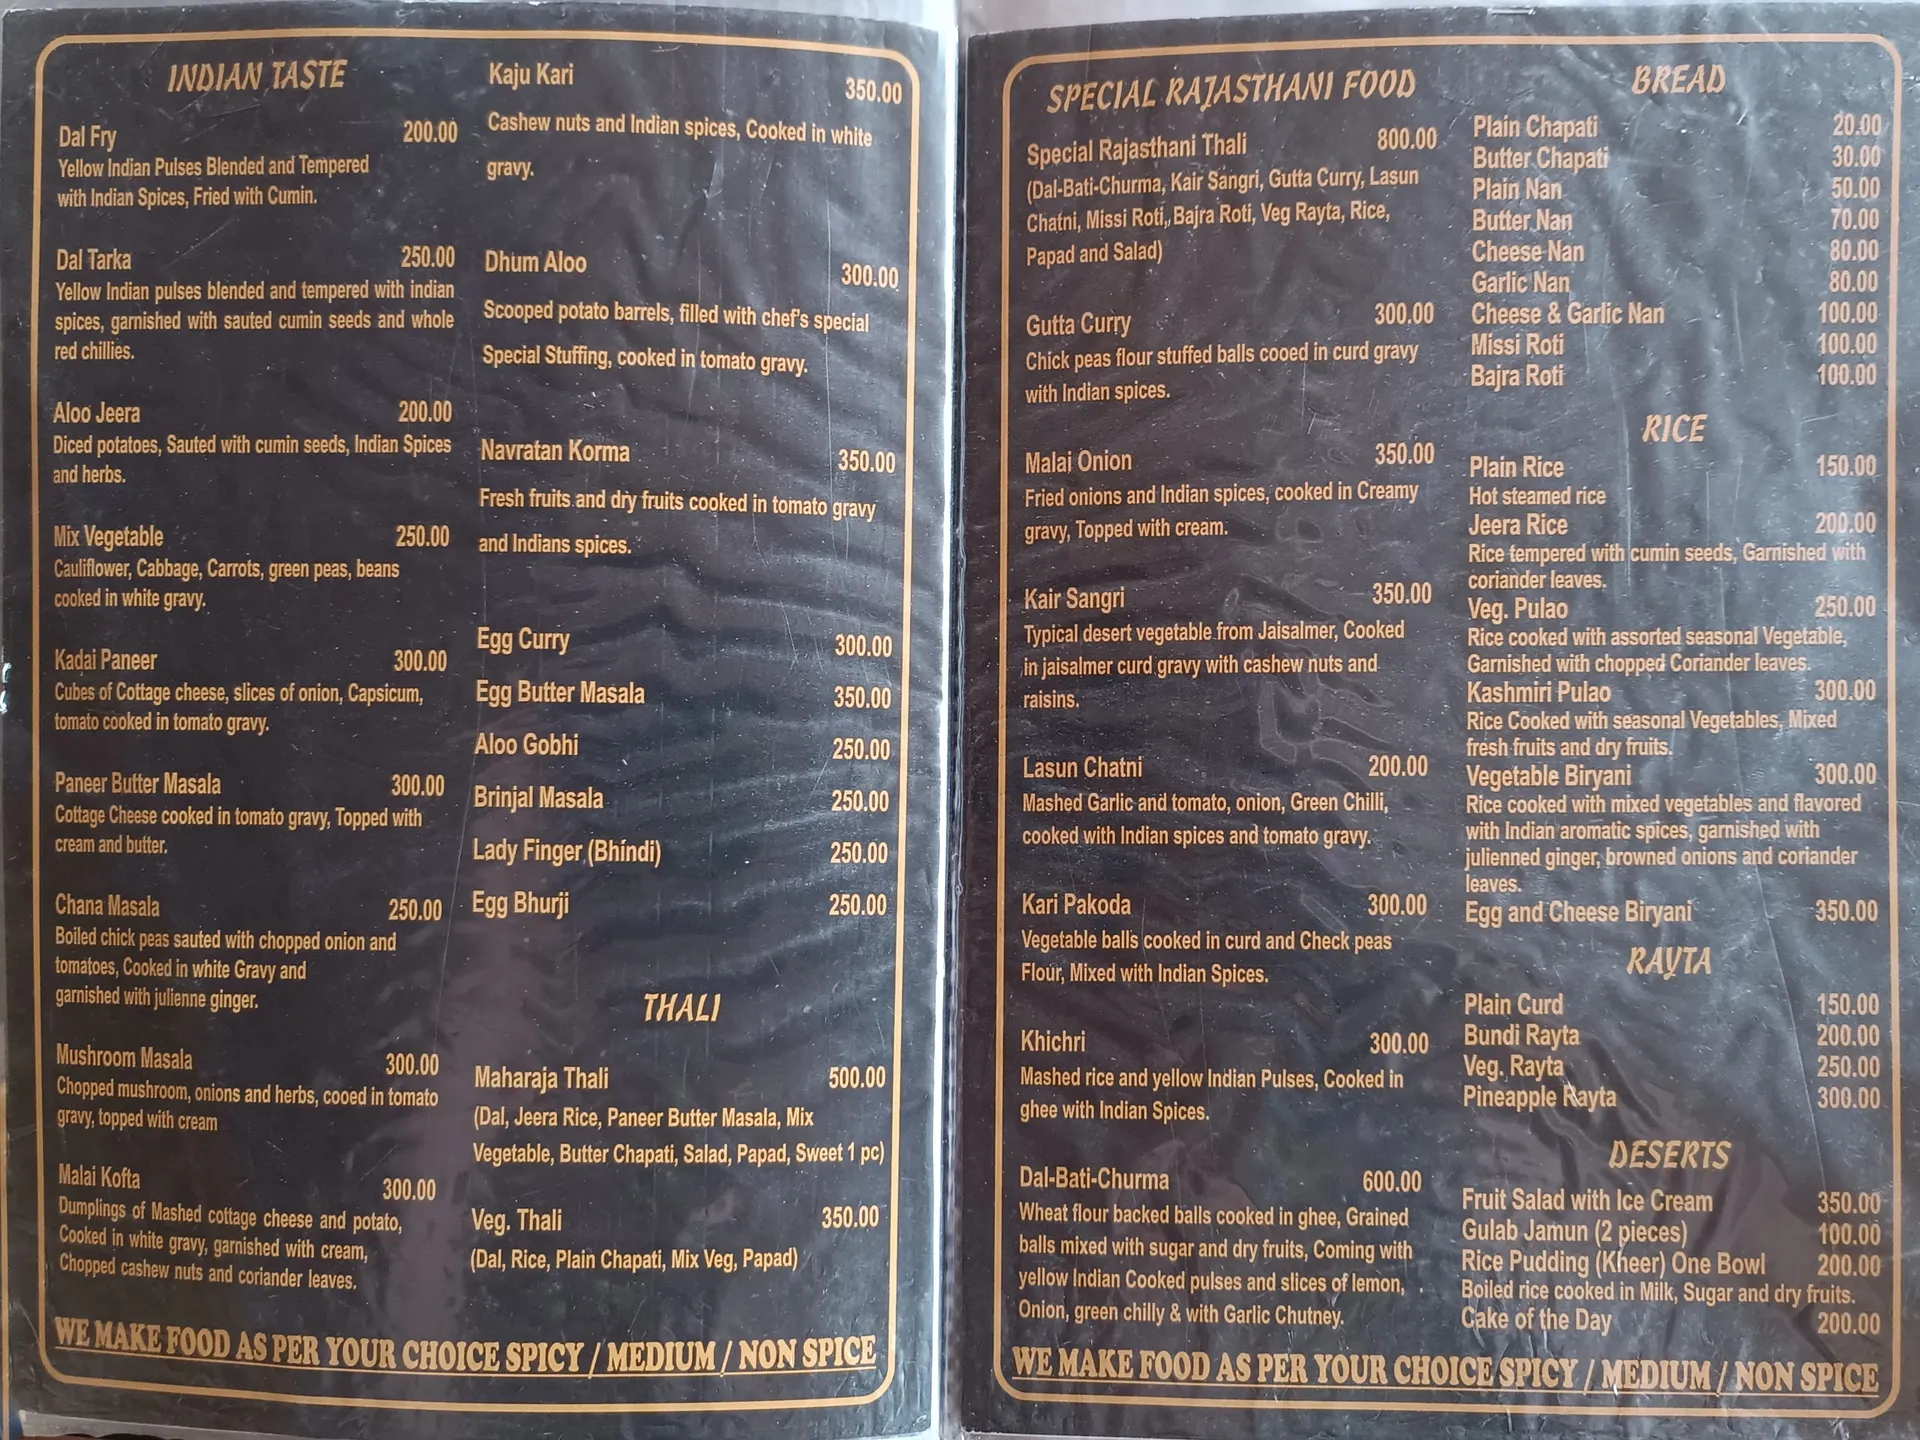 INDIAN TASTE
Dal Fry 200.00
Yellow Indian Pulses Blended and Tempered
with Indian Spices, Fried with Cumin.
Dal Tarka 250.00
Yellow Indian pulses blended and tempered with indian
spices, garnished with sauted cumin seeds and whole
red chillies.
Aloo Jeera 200.00
Diced potatoes, Sauted with cumin seeds, Indian Spices
and herbs.
Mix Vegetable 250.00
Cauliflower, Cabbage, Carrots, green peas, beans
cooked in white gravy.
Kadai Paneer 300.00
Cubes of Cottage cheese, slices of onion, Capsicum,
tomato cooked in tomato gravy.
Paneer Butter Masala 300.00
Cottage Cheese cooked in tomato gravy, Topped with
cream and butter.
Chana Masala 250.00
Boiled chick peas sauted with chopped onion and
tomatoes, Cooked in white Gravy and
garnished with julienne ginger.
Mushroom Masala 300.00
Chopped mushroom, onions and herbs, cooed in tomato
gravy, topped with cream
Malai Kofta 300.00
Dumplings of Mashed cottage cheese and potato,
Cooked in white gravy, garnished with cream,
Chopped cashew nuts and coriander leaves.
Kaju Kari 350.00
Cashew nuts and Indian spices, Cooked in white
gravy.
Dhum Aloo 300.00
Scooped potato barrels, filled with chef's special
Special Stuffing, cooked in tomato gravy.
Navratan Korma 350.00
Fresh fruits and dry fruits cooked in tomato gravy
and Indians spices.
Egg Curry 300.00
Egg Butter Masala 350.00
Aloo Gobhi 250.00
Brinjal Masala 250.00
Lady Finger (Bhindi) 250.00
Egg Bhurji 250.00
THALI
Maharaja Thali 500.00
(Dal, Jeera Rice, Paneer Butter Masala, Mix
Vegetable, Butter Chapati, Salad, Papad, Sweet 1 pc)
Veg. Thali 350.00
(Dal, Rice, Plain Chapati, Mix Veg, Papad)
WE MAKE FOOD AS PER YOUR CHOICE SPICY / MEDIUM / NON SPICE
SPECIAL RAJASTHANI FOOD
Special Rajasthani Thali 800.00
(Dal-Bati-Churma, Kair Sangri, Gutta Curry, Lasun
Chatni, Missi Roti,, Bajra Roti, Veg Rayta, Rice,
Papad and Salad)
Gutta Curry 300.00
Chick peas flour stuffed balls cooed in curd gravy
with Indian spices.
Malai Onion 350.00
Fried onions and Indian spices, cooked in Creamy
gravy, Topped with cream.
Kair Sangri 350.00
Typical desert vegetable from Jaisalmer, Cooked
in jaisalmer curd gravy with cashew nuts and
raisins.
Lasun Chatni 200.00
Mashed Garlic and tomato, onion, Green Chilli,
cooked with Indian spices and tomato gravy.
Kari Pakoda 300.00
Vegetable balls cooked in curd and Check peas
Flour, Mixed with Indian Spices.
Khichri 300.00
Mashed rice and yellow Indian Pulses, Cooked in
ghee with Indian Spices.
Dal-Bati-Churma 600.00
Wheat flour backed balls cooked in ghee, Grained
balls mixed with sugar and dry fruits, Coming with
yellow Indian Cooked pulses and slices of lemon,
Onion, green chilly & with Garlic Chutney.
BREAD
Plain Chapati 20.00
Butter Chapati 30.00
Plain Nan 50.00
Butter Nan 70.00
Cheese Nan 80.00
Garlic Nan 80.00
Cheese & Garlic Nan 100.00
Missi Roti 100.00
Bajra Roti 100.00
RICE
Plain Rice 150.00
Hot steamed rice
Jeera Rice 200.00
Rice tempered with cumin seeds, Garnished with
coriander leaves.
Veg. Pulao 250.00
Rice cooked with assorted seasonal Vegetable,
Garnished with chopped Coriander leaves.
Kashmiri Pulao 300.00
Rice Cooked with seasonal Vegetables, Mixed
fresh fruits and dry fruits.
Vegetable Biryani 300.00
Rice cooked with mixed vegetables and flavored
with Indian aromatic spices, garnished with
julienned ginger, browned onions and coriander
leaves.
Egg and Cheese Biryani 350.00
RAYTA
Plain Curd 150.00
Bundi Rayta 200.00
Veg. Rayta 250.00
Pineapple Rayta 300.00
DESERTS
Fruit Salad with Ice Cream 350.00
Gulab Jamun (2 pieces) 100.00
Rice Pudding (Kheer) One Bowl 200.00
Boiled rice cooked in Milk, Sugar and dry fruits.
Cake of the Day 200.00
WE MAKE FOOD AS PER YOUR CHOICE SPICY / MEDIUM / NON SPICE